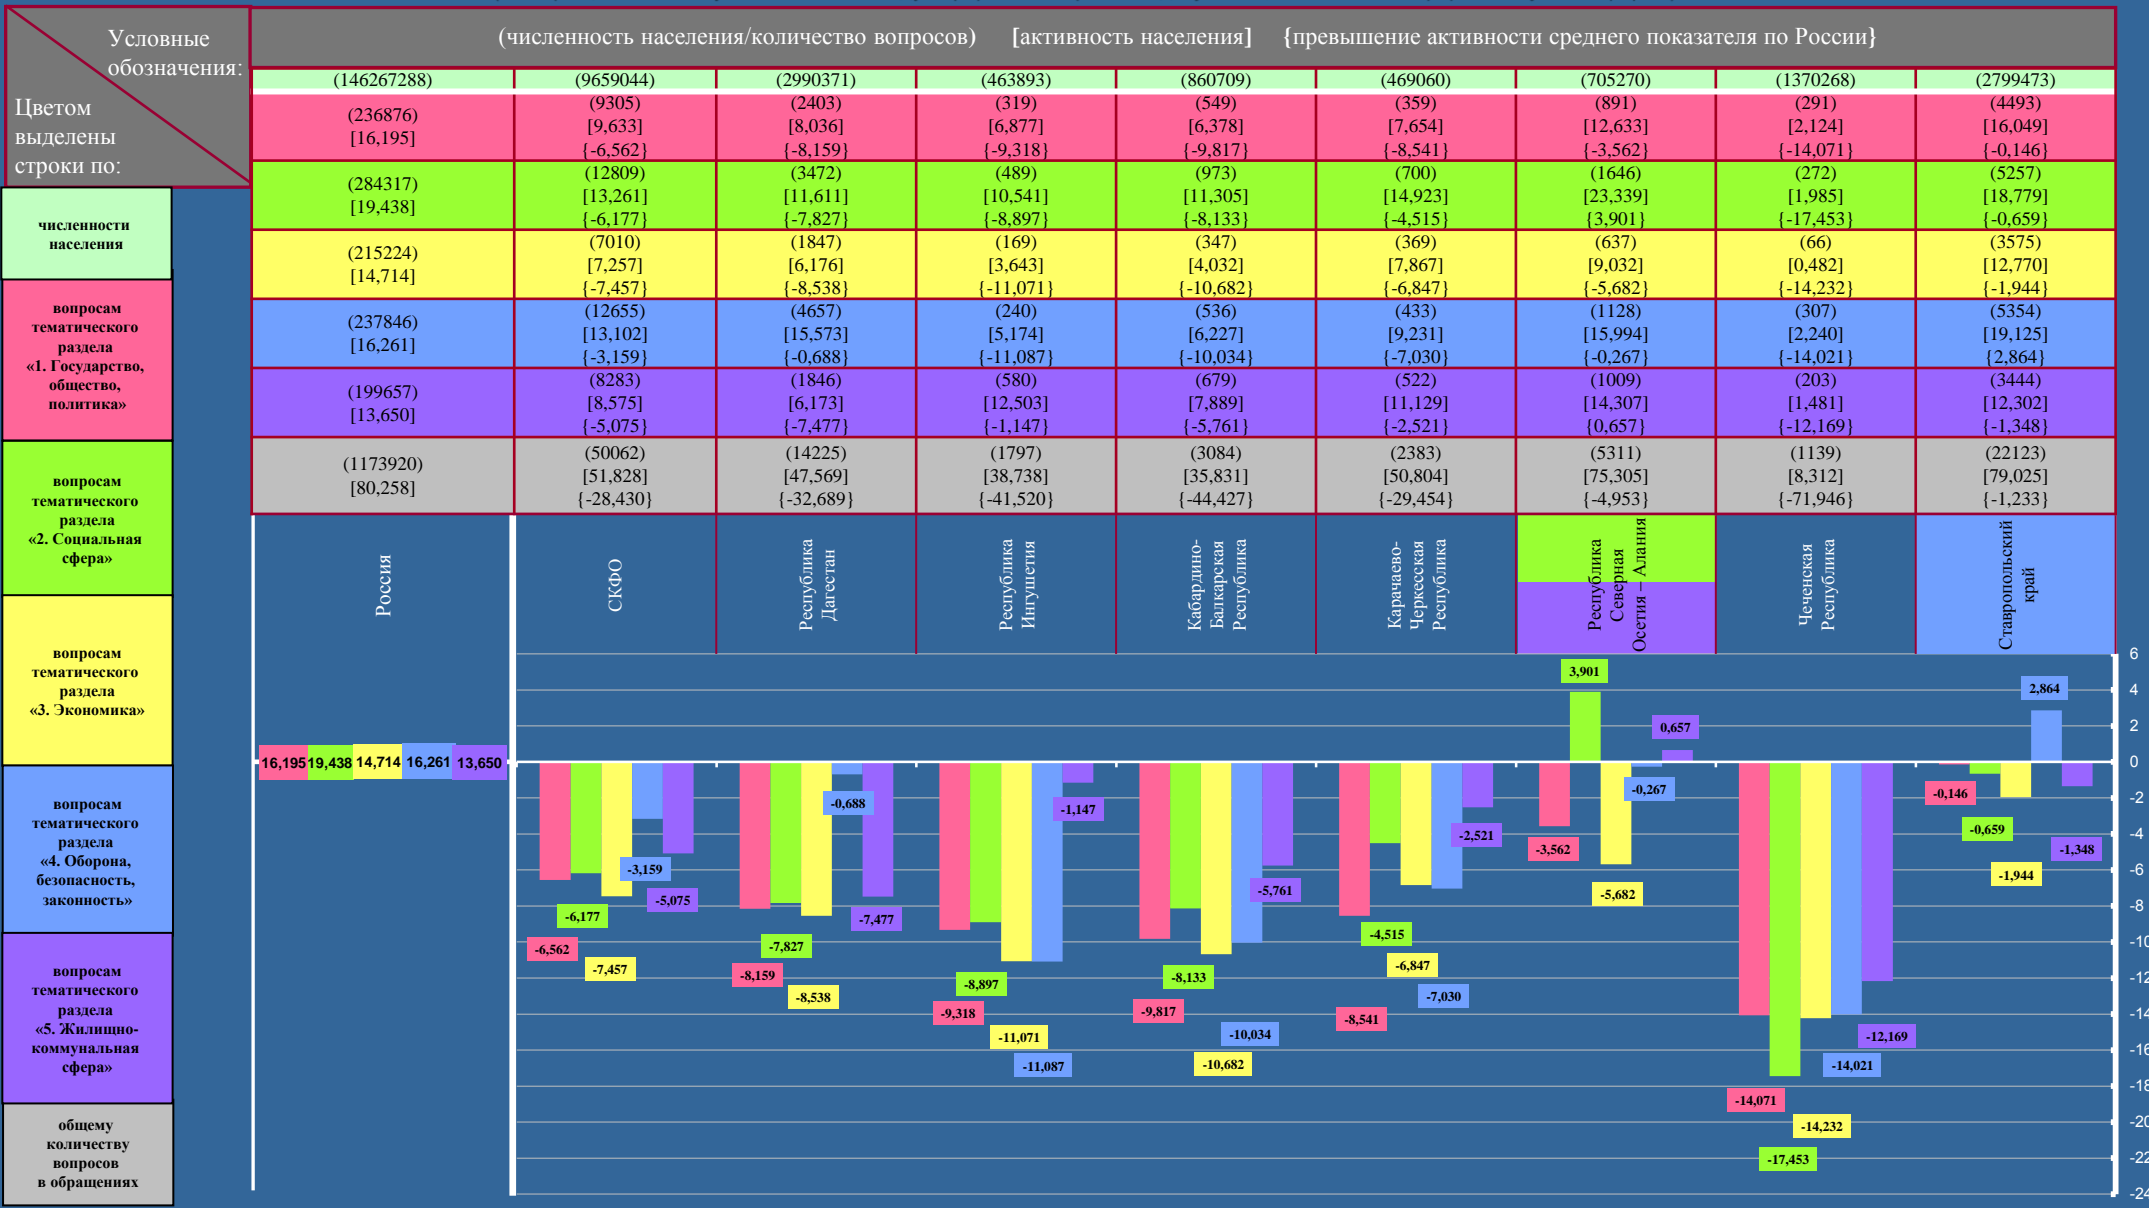 Условные
обозначения:
Цветом
выделены
строки по:
(численность населения/количество вопросов) [активность населения] {превышение активности среднего показателя по России}
(146267288) (9659044) (2990371) (463893) (860709) (469060) (705270) (1370268) (2799473)
(236876)
[16,195]
(9305) (2403) (319) (549) (359) (891) (291) (4493)
[9,633] [8,036] [6,877] [6,378] [7,654] [12,633] [2,124] [16,049]
{-6,562} {-8,159} {-9,318} {-9,817} {-8,541} {-3,562} {-14,071} {-0,146}
(284317)
[19,438]
(12809) (3472) (489) (973) (700) (1646) (272) (5257)
[13,261] [11,611] [10,541] [11,305] [14,923] [23,339] [1,985] [18,779]
{-6,177} {-7,827} {-8,897} {-8,133} {-4,515} {3,901} {-17,453} {-0,659}
(215224)
[14,714]
(7010) (1847) (169) (347) (369) (637) (66) (3575)
[7,257] [6,176] [3,643] [4,032] [7,867] [9,032] [0,482] [12,770]
{-7,457} {-8,538} {-11,071} {-10,682} {-6,847} {-5,682} {-14,232} {-1,944}
(237846)
[16,261]
(12655) (4657) (240) (536) (433) (1128) (307) (5354)
[13,102] [15,573] [5,174] [6,227] [9,231] [15,994] [2,240] [19,125]
{-3,159} {-0,688} {-11,087} {-10,034} {-7,030} {-0,267} {-14,021} {2,864}
(199657)
[13,650]
(8283) (1846) (580) (679) (522) (1009) (203) (3444)
[8,575] [6,173] [12,503] [7,889] [11,129] [14,307] [1,481] [12,302]
{-5,075} {-7,477} {-1,147} {-5,761} {-2,521} {0,657} {-12,169} {-1,348}
(1173920)
[80,258]
(50062) (14225) (1797) (3084) (2383) (5311) (1139) (22123)
[51,828] [47,569] [38,738] [35,831] [50,804] [75,305] [8,312] [79,025]
{-28,430} {-32,689} {-41,520} {-44,427} {-29,454} {-4,953} {-71,946} {-1,233}
численности
населения
вопросам
тематического
раздела
«1. Государство,
общество,
политика»
вопросам
тематического
раздела
«2. Социальная
сфера»
вопросам
тематического
раздела
«3. Экономика»
вопросам
тематического
раздела
«4. Оборона,
безопасность,
законность»
вопросам
тематического
раздела
«5. Жилищно-
коммунальная
сфера»
общему
количеству
вопросов
в обращениях
Россия
СКФО
Республика
Дагестан
Республика
Ингушетия
Кабардино-
Балкарская
Республика
Карачаево-
Черкесская
Республика
Республика
Северная
Осетия – Алания
Чеченская
Республика
Ставропольский
край
16,195 19,438 14,714 16,261 13,650
-6,562
-6,177
-7,457
-3,159
-5,075
-8,159
-7,827
-8,538
-0,688
-7,477
-9,318
-8,897
-11,071
-11,087
-1,147
-9,817
-8,133
-10,682
-10,034
-5,761
-8,541
-4,515
-6,847
-7,030
-2,521
-3,562
3,901
-5,682
-0,267
0,657
-14,071
-17,453
-14,232
-14,021
-12,169
-0,146
-0,659
-1,944
2,864
-1,348
6
4
2
0
-2
-4
-6
-8
-10
-12
-14
-16
-18
-20
-22
-24